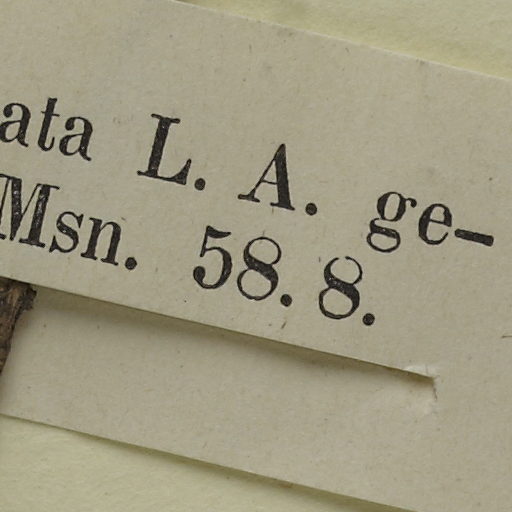 ata L. A. ge-
Msn. 58. 8.